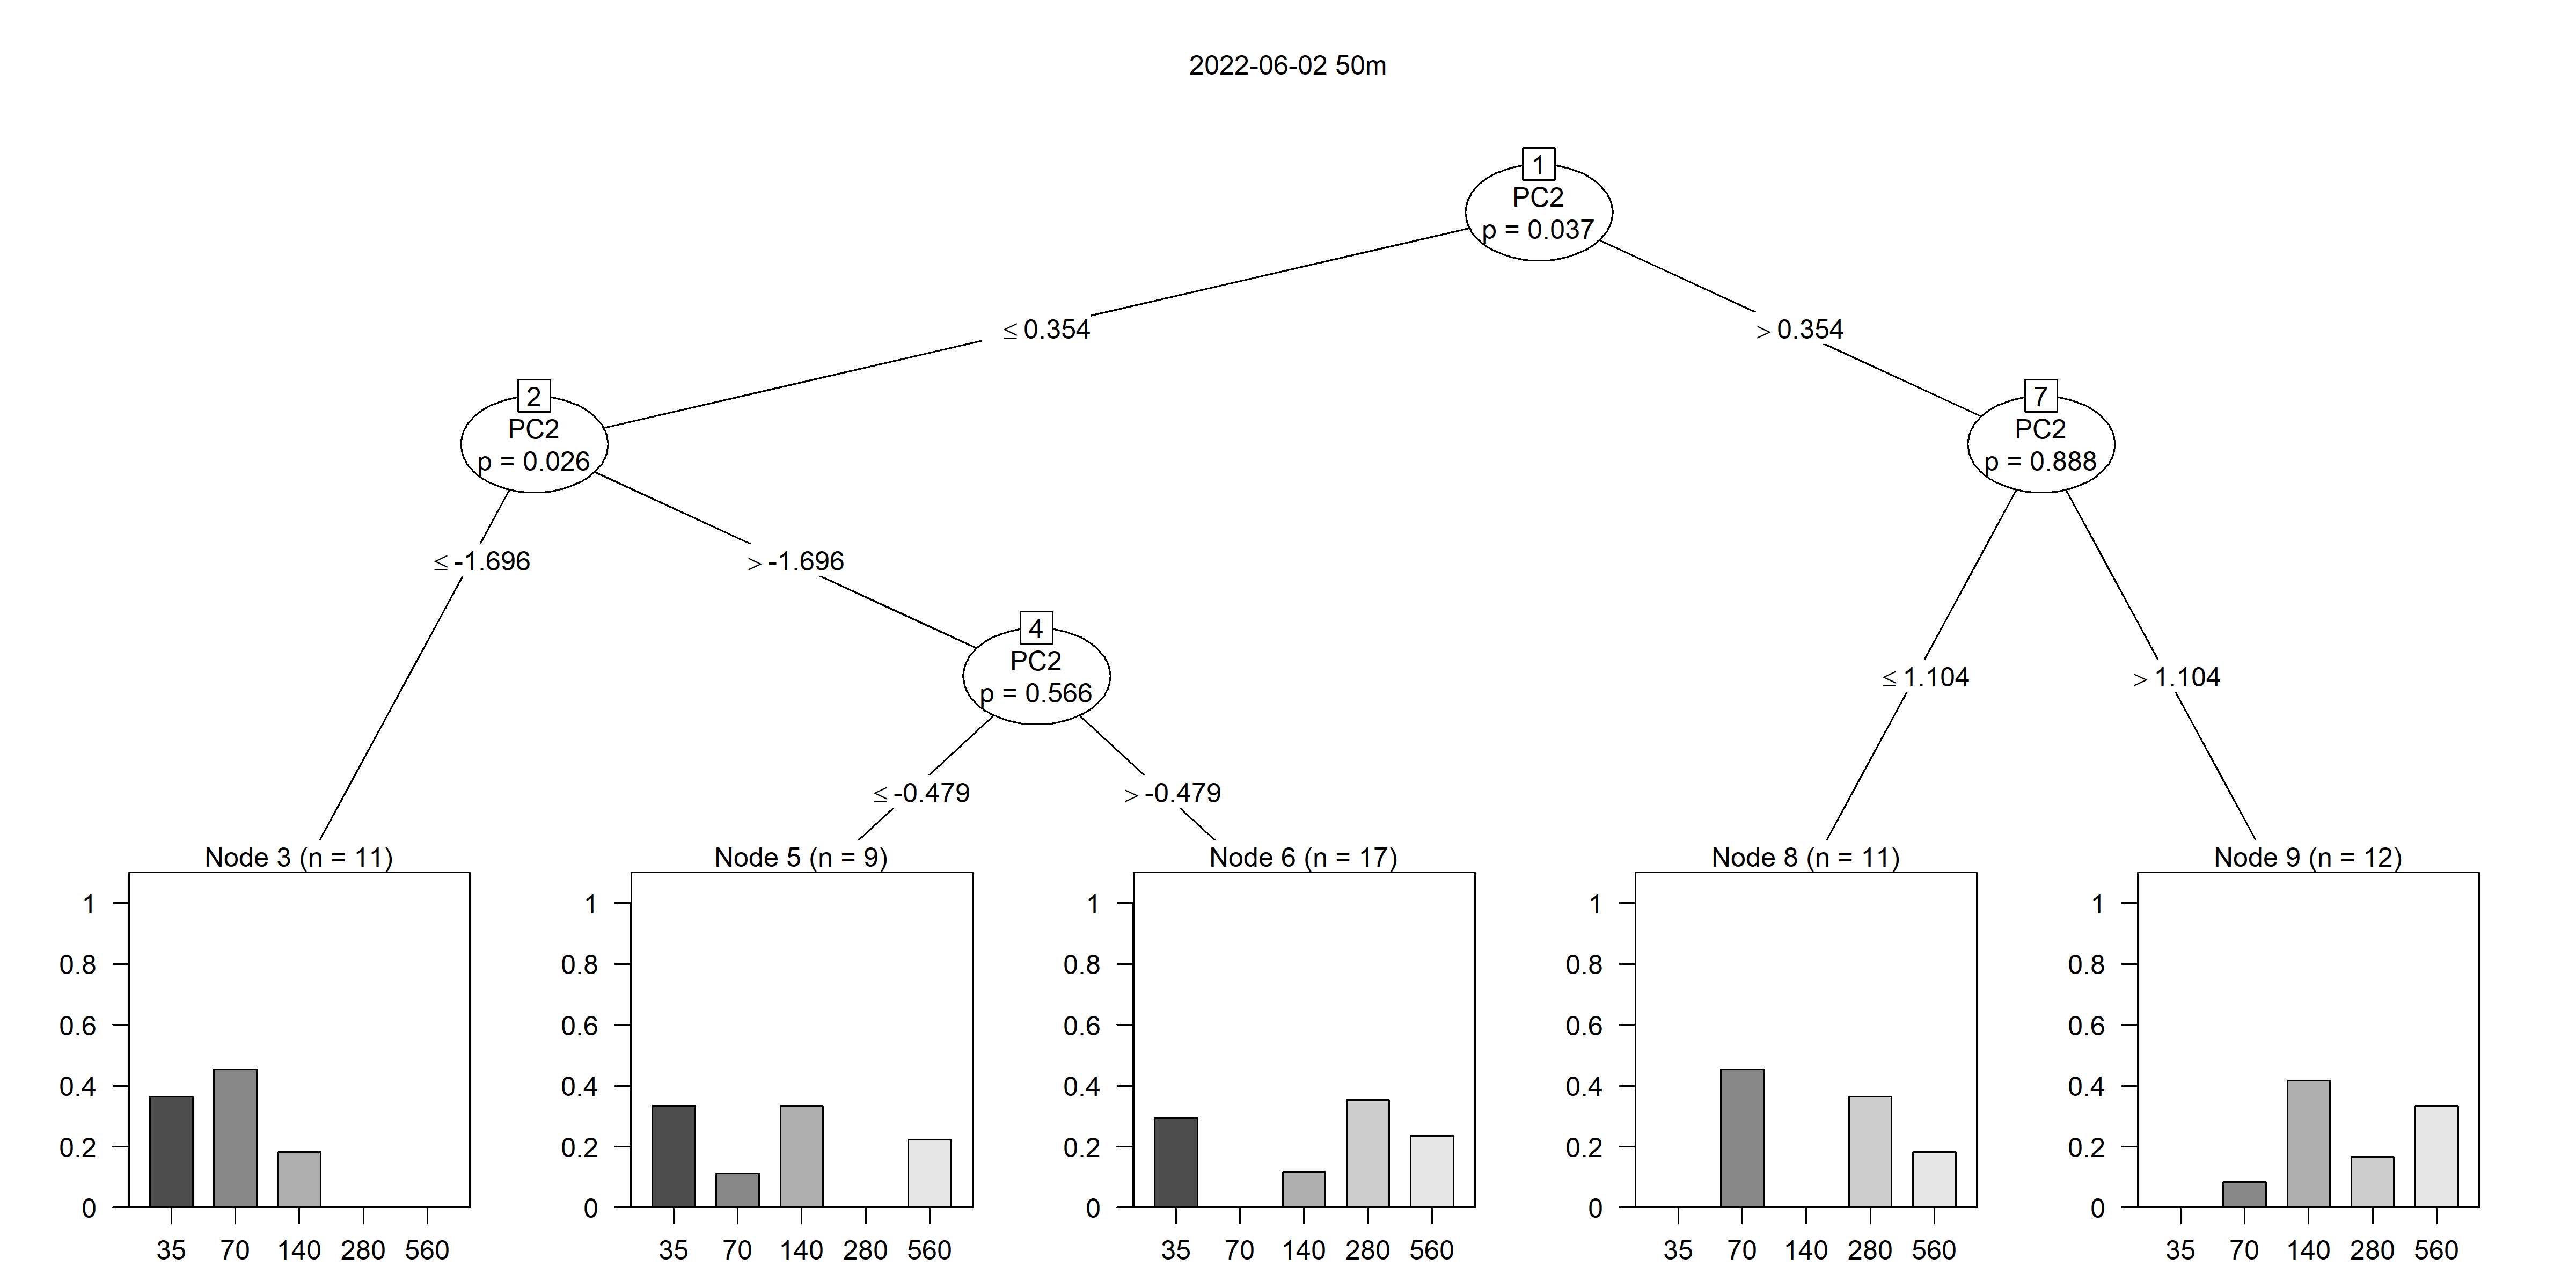 2022-06-02 50m
1
PC2
p = 0.037
≤ 0.354
> 0.354
2
PC2
p = 0.026
7
PC2
p = 0.888
≤ -1.696
> -1.696
4
PC2
p = 0.566
≤ 1.104
> 1.104
≤ -0.479
> -0.479
Node 3 (n = 11)
1
0.8
0.6
0.4
0.2
0
35 70 140 280 560
Node 5 (n = 9)
1
0.8
0.6
0.4
0.2
0
35 70 140 280 560
Node 6 (n = 17)
1
0.8
0.6
0.4
0.2
0
35 70 140 280 560
Node 8 (n = 11)
1
0.8
0.6
0.4
0.2
0
35 70 140 280 560
Node 9 (n = 12)
1
0.8
0.6
0.4
0.2
0
35 70 140 280 560